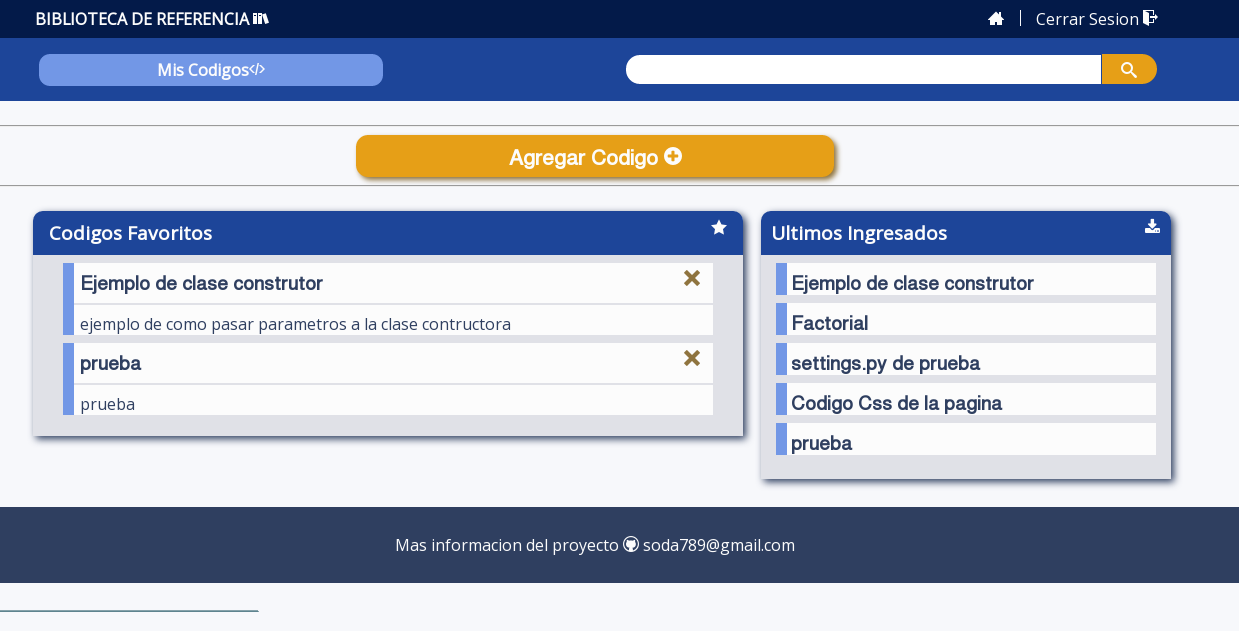 BIBLIOTECA DE REFERENCIA
Cerrar Sesion
Mis Codigos</>
Agregar Codigo
Codigos Favoritos
Ejemplo de clase construtor
ejemplo de como pasar parametros a la clase contructora
prueba
prueba
Ultimos Ingresados
Ejemplo de clase construtor
Factorial
settings.py de prueba
Codigo Css de la pagina
prueba
Mas informacion del proyecto soda789@gmail.com